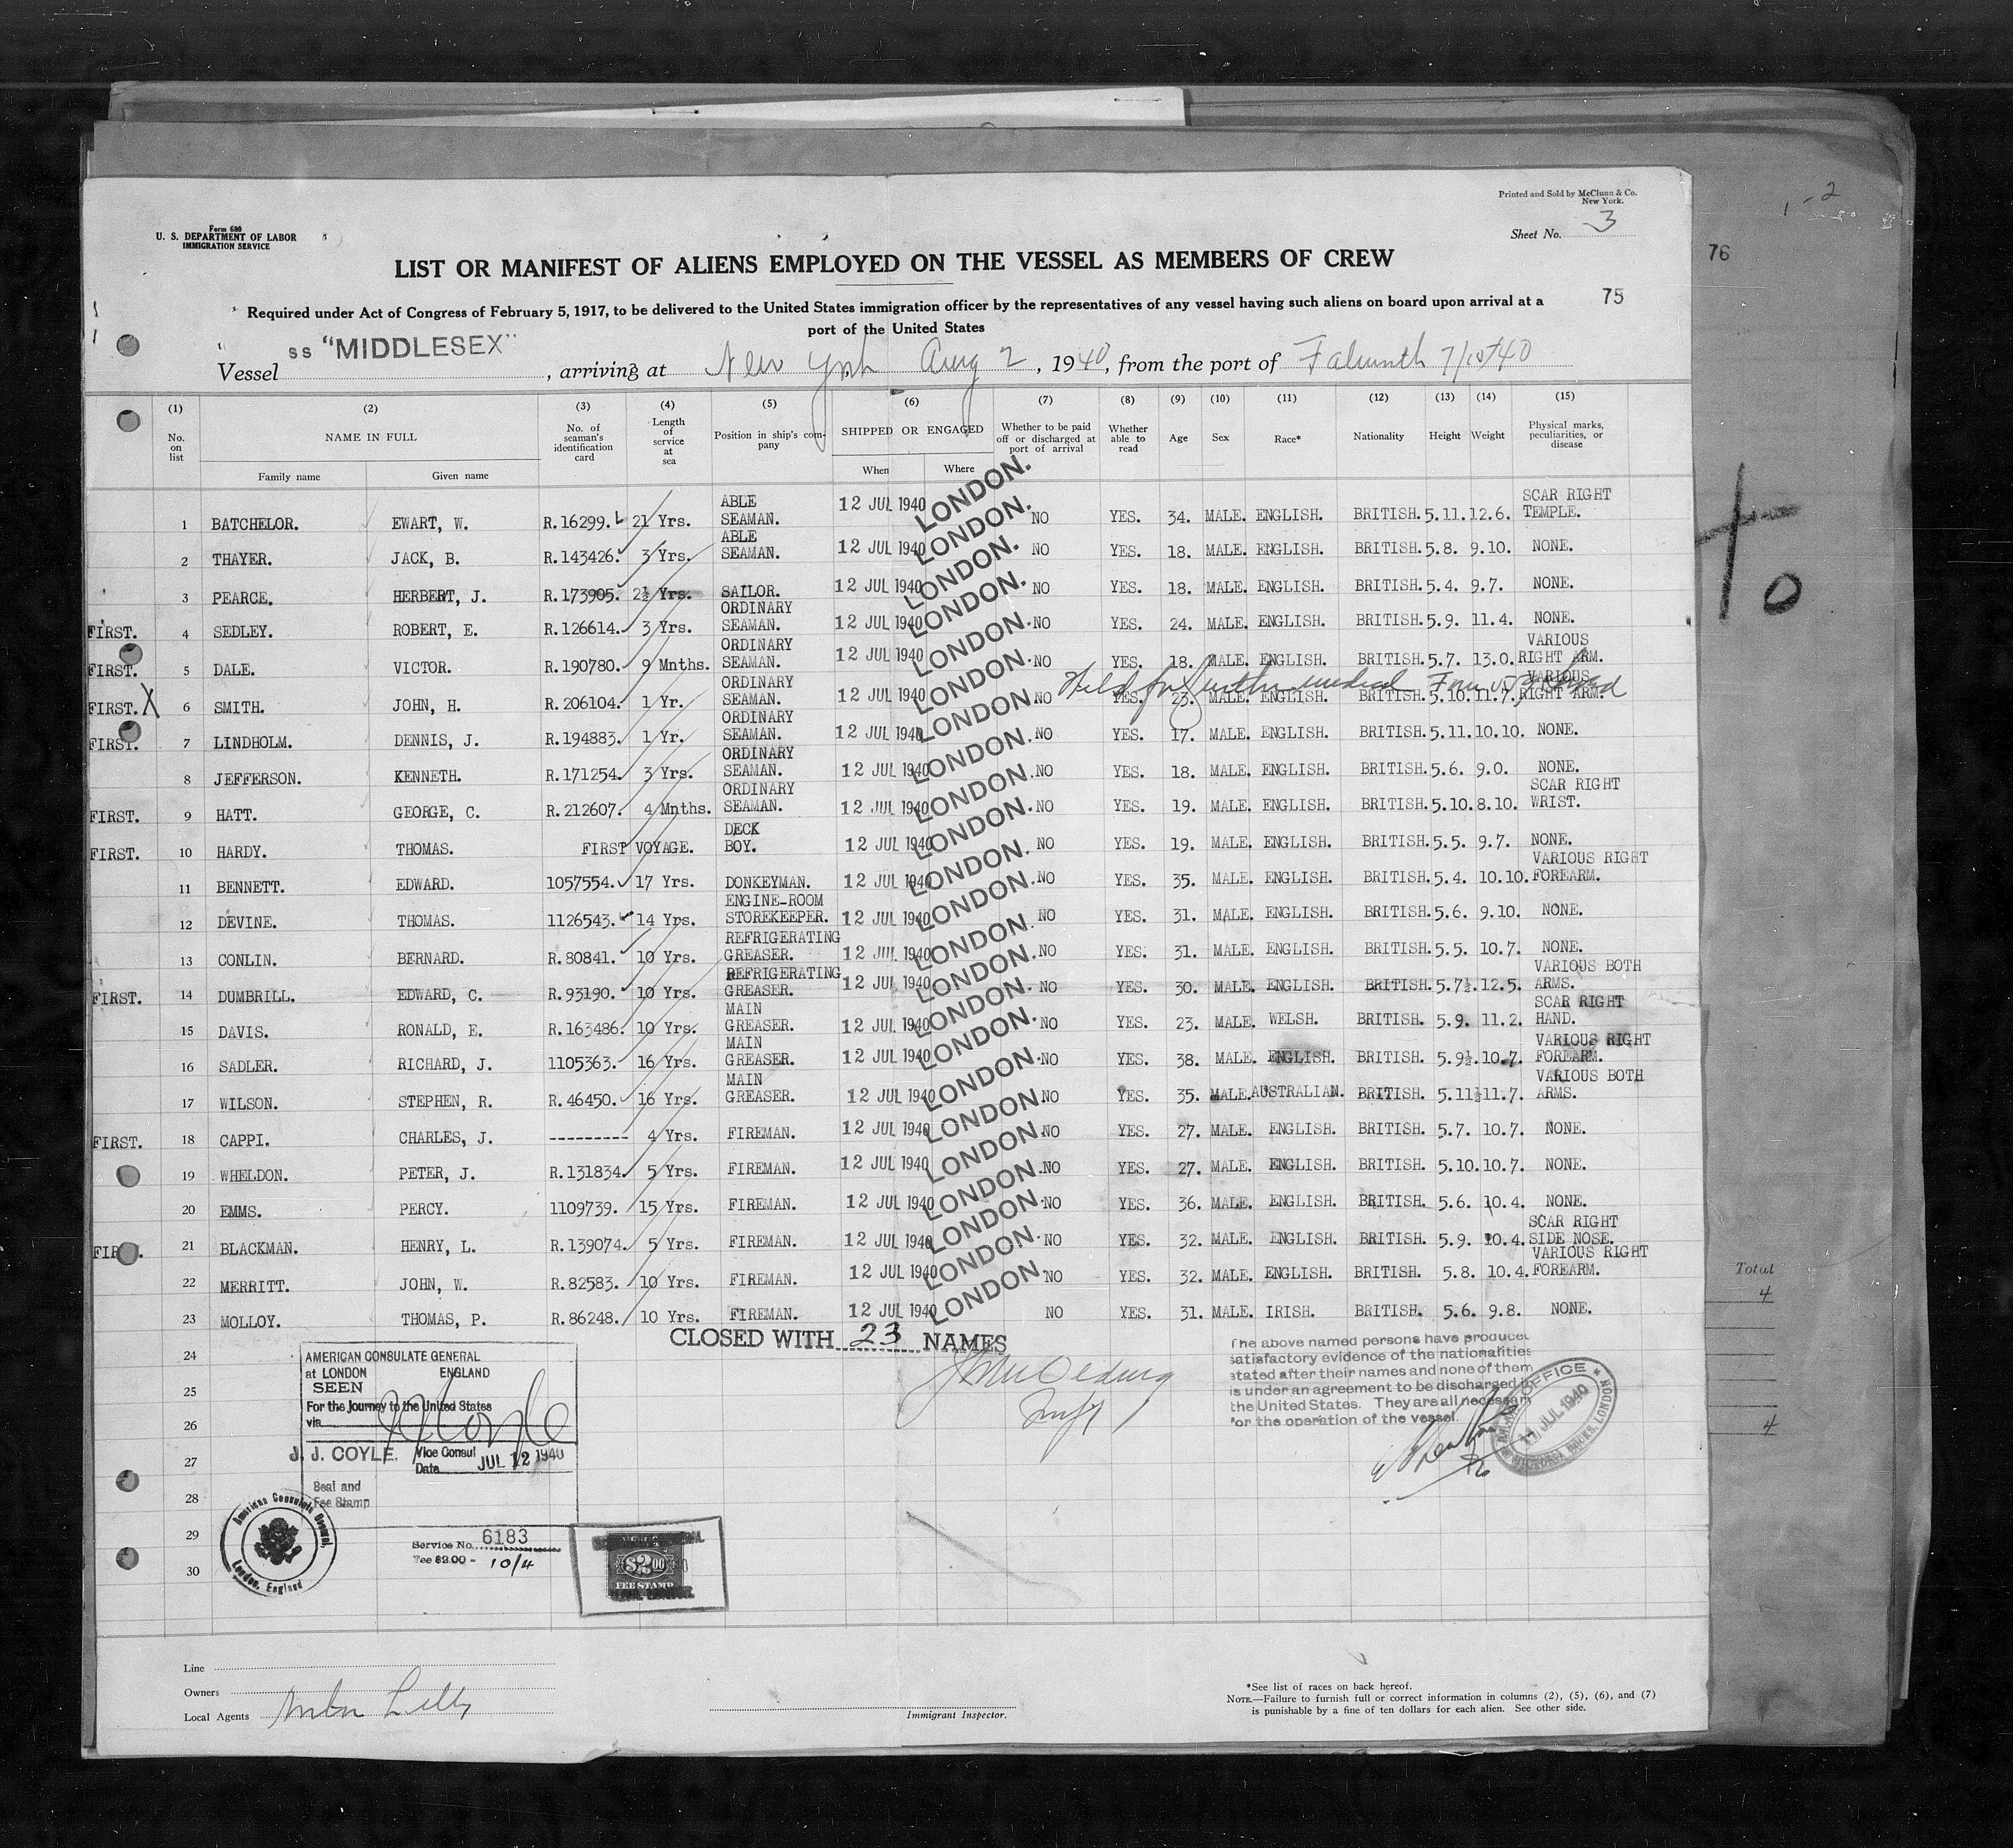 1-2
76
Printed and Sold by McClunn & Co.
New York.
Form 680
U. S. DEPARTMENT OF LABOR
IMMIGRATION SERVICE
Sheet No. 3
LIST OR MANIFEST OF ALIENS EMPLOYED ON THE VESSEL AS MEMBERS OF CREW
75
Required under Act of Congress of February 5, 1917, to be delivered to the United States immigration officer by the representatives of any vessel having such aliens on board upon arrival at a
port of the United States
Vessel ss "MIDDLESEX", arriving at New York Aug 2, 1940, from the port of Falmouth
(1) (2) (3) (4) (5) (6) (7) (8) (9) (10) (11) (12) (13) (14) (15)
No. on list NAME IN FULL No. of seaman's identification card Length of service at sea Position in ship's company SHIPPED OR ENGAGED Whether to be paid off or discharged at port of arrival Whether able to read Age Sex Race* Nationality Height Weight Physical marks, peculiarities, or disease
Family name Given name When Where
1 BATCHELOR. EWART, W. R.16299. 21 Yrs. ABLE SEAMAN. 12 JUL 1940 LONDON. NO YES. 34. MALE. ENGLISH. BRITISH. 5.11. 12.6. SCAR RIGHT TEMPLE.
2 THAYER. JACK, B. R.143426. 3 Yrs. ABLE SEAMAN. 12 JUL 1940 LONDON. NO YES. 18. MALE. ENGLISH. BRITISH. 5.8. 9.10. NONE.
3 PEARCE. HERBERT, J. R.173905. 2½ Yrs. SAILOR. 12 JUL 1940 LONDON. NO YES. 18. MALE. ENGLISH. BRITISH. 5.4. 9.7. NONE.
FIRST. 4 SEDLEY. ROBERT, E. R.126614. 3 Yrs. ORDINARY SEAMAN. 12 JUL 1940 LONDON. NO YES. 24. MALE. ENGLISH. BRITISH. 5.9. 11.4. NONE.
FIRST. 5 DALE. VICTOR. R.190780. 9 Mnths. ORDINARY SEAMAN. 12 JUL 1940 LONDON. NO YES. 18. MALE. ENGLISH. BRITISH. 5.7. 13.0. VARIOUS RIGHT ARM.
Held for further medical
FIRST. X 6 SMITH. JOHN, H. R.206104. 1 Yr. ORDINARY SEAMAN. 12 JUL 1940 LONDON. NO YES. 23. MALE. ENGLISH. BRITISH. 5.10. 11.7. VARIOUS RIGHT ARM.
FIRST. 7 LINDHOLM. DENNIS, J. R.194883. 1 Yr. ORDINARY SEAMAN. 12 JUL 1940 LONDON. NO YES. 17. MALE. ENGLISH. BRITISH. 5.11. 10.10. NONE.
8 JEFFERSON. KENNETH. R.171254. 3 Yrs. ORDINARY SEAMAN. 12 JUL 1940 LONDON. NO YES. 18. MALE. ENGLISH. BRITISH. 5.6. 9.0. NONE.
FIRST. 9 HATT. GEORGE, C. R.212607. 4 Mnths. ORDINARY SEAMAN. 12 JUL 1940 LONDON. NO YES. 19. MALE. ENGLISH. BRITISH. 5.10. 8.10. SCAR RIGHT WRIST.
FIRST. 10 HARDY. THOMAS. FIRST VOYAGE. DECK BOY. 12 JUL 1940 LONDON. NO YES. 19. MALE. ENGLISH. BRITISH. 5.5. 9.7. NONE.
11 BENNETT. EDWARD. 1057554. 17 Yrs. DONKEYMAN. 12 JUL 1940 LONDON. NO YES. 35. MALE. ENGLISH. BRITISH. 5.4. 10.10. VARIOUS RIGHT FOREARM.
12 DEVINE. THOMAS. 1126543. 14 Yrs. ENGINE-ROOM STOREKEEPER. 12 JUL 1940 LONDON. NO YES. 31. MALE. ENGLISH. BRITISH. 5.6. 9.10. NONE.
13 CONLIN. BERNARD. R.80841. 10 Yrs. REFRIGERATING GREASER. 12 JUL 1940 LONDON. NO YES. 31. MALE. ENGLISH. BRITISH. 5.5. 10.7. NONE.
FIRST. 14 DUMBRILL. EDWARD, C. R.93190. 10 Yrs. REFRIGERATING GREASER. 12 JUL 1940 LONDON. NO YES. 30. MALE. ENGLISH. BRITISH. 5.7½. 12.5. VARIOUS BOTH ARMS.
15 DAVIS. RONALD, E. R.163486. 10 Yrs. MAIN GREASER. 12 JUL 1940 LONDON. NO YES. 23. MALE. WELSH. BRITISH. 5.9. 11.2. SCAR RIGHT HAND.
16 SADLER. RICHARD, J. 1105363. 16 Yrs. MAIN GREASER. 12 JUL 1940 LONDON. NO YES. 38. MALE. ENGLISH. BRITISH. 5.9½. 10.7. VARIOUS RIGHT FOREARM.
17 WILSON. STEPHEN, R. R.46450. 16 Yrs. MAIN GREASER. 12 JUL 1940 LONDON. NO YES. 35. MALE. AUSTRALIAN. BRITISH. 5.11½ 11.7. VARIOUS BOTH ARMS.
FIRST. 18 CAPPI. CHARLES, J. --------- 4 Yrs. FIREMAN. 12 JUL 1940 LONDON. NO YES. 27. MALE. ENGLISH. BRITISH. 5.7. 10.7. NONE.
19 WHELDON. PETER, J. R.131834. 5 Yrs. FIREMAN. 12 JUL 1940 LONDON. NO YES. 27. MALE. ENGLISH. BRITISH. 5.10. 10.7. NONE.
20 EMMS. PERCY. 1109739. 15 Yrs. FIREMAN. 12 JUL 1940 LONDON. NO YES. 36. MALE. ENGLISH. BRITISH. 5.6. 10.4. NONE.
21 BLACKMAN. HENRY, L. R.139074. 5 Yrs. FIREMAN. 12 JUL 1940 LONDON. NO YES. 32. MALE. ENGLISH. BRITISH. 5.9. 10.4. SCAR RIGHT SIDE NOSE.
22 MERRITT. JOHN, W. R.82583. 10 Yrs. FIREMAN. 12 JUL 1940 LONDON. NO YES. 32. MALE. ENGLISH. BRITISH. 5.8. 10.4. VARIOUS RIGHT FOREARM.
23 MOLLOY. THOMAS, P. R.86248. 10 Yrs. FIREMAN. 12 JUL 1940 LONDON. NO YES. 31. MALE. IRISH. BRITISH. 5.6. 9.8. NONE.
Total
4
4
CLOSED WITH 23 NAMES
24
25
26
27
28
29
30
AMERICAN CONSULATE GENERAL
at LONDON ENGLAND
SEEN
For the Journey to the United States
via
J. J. COYLE. Vice Consul
Date JUL 12 1940
Seal and
Fee Stamp
American Consulate General, London, England
Service No. 6183
Fee $2.00 - 10/4
$2.00
FEE STAMP
The above named persons have produced
satisfactory evidence of the nationalities
stated after their names and none of them
is under an agreement to be discharged in
the United States. They are all necessary
for the operation of the vessel.
OFFICE
JUL 1940
LONDON
Line
Owners
Local Agents
Immigrant Inspector.
*See list of races on back hereof.
NOTE.—Failure to furnish full or correct information in columns (2), (5), (6), and (7)
is punishable by a fine of ten dollars for each alien. See other side.